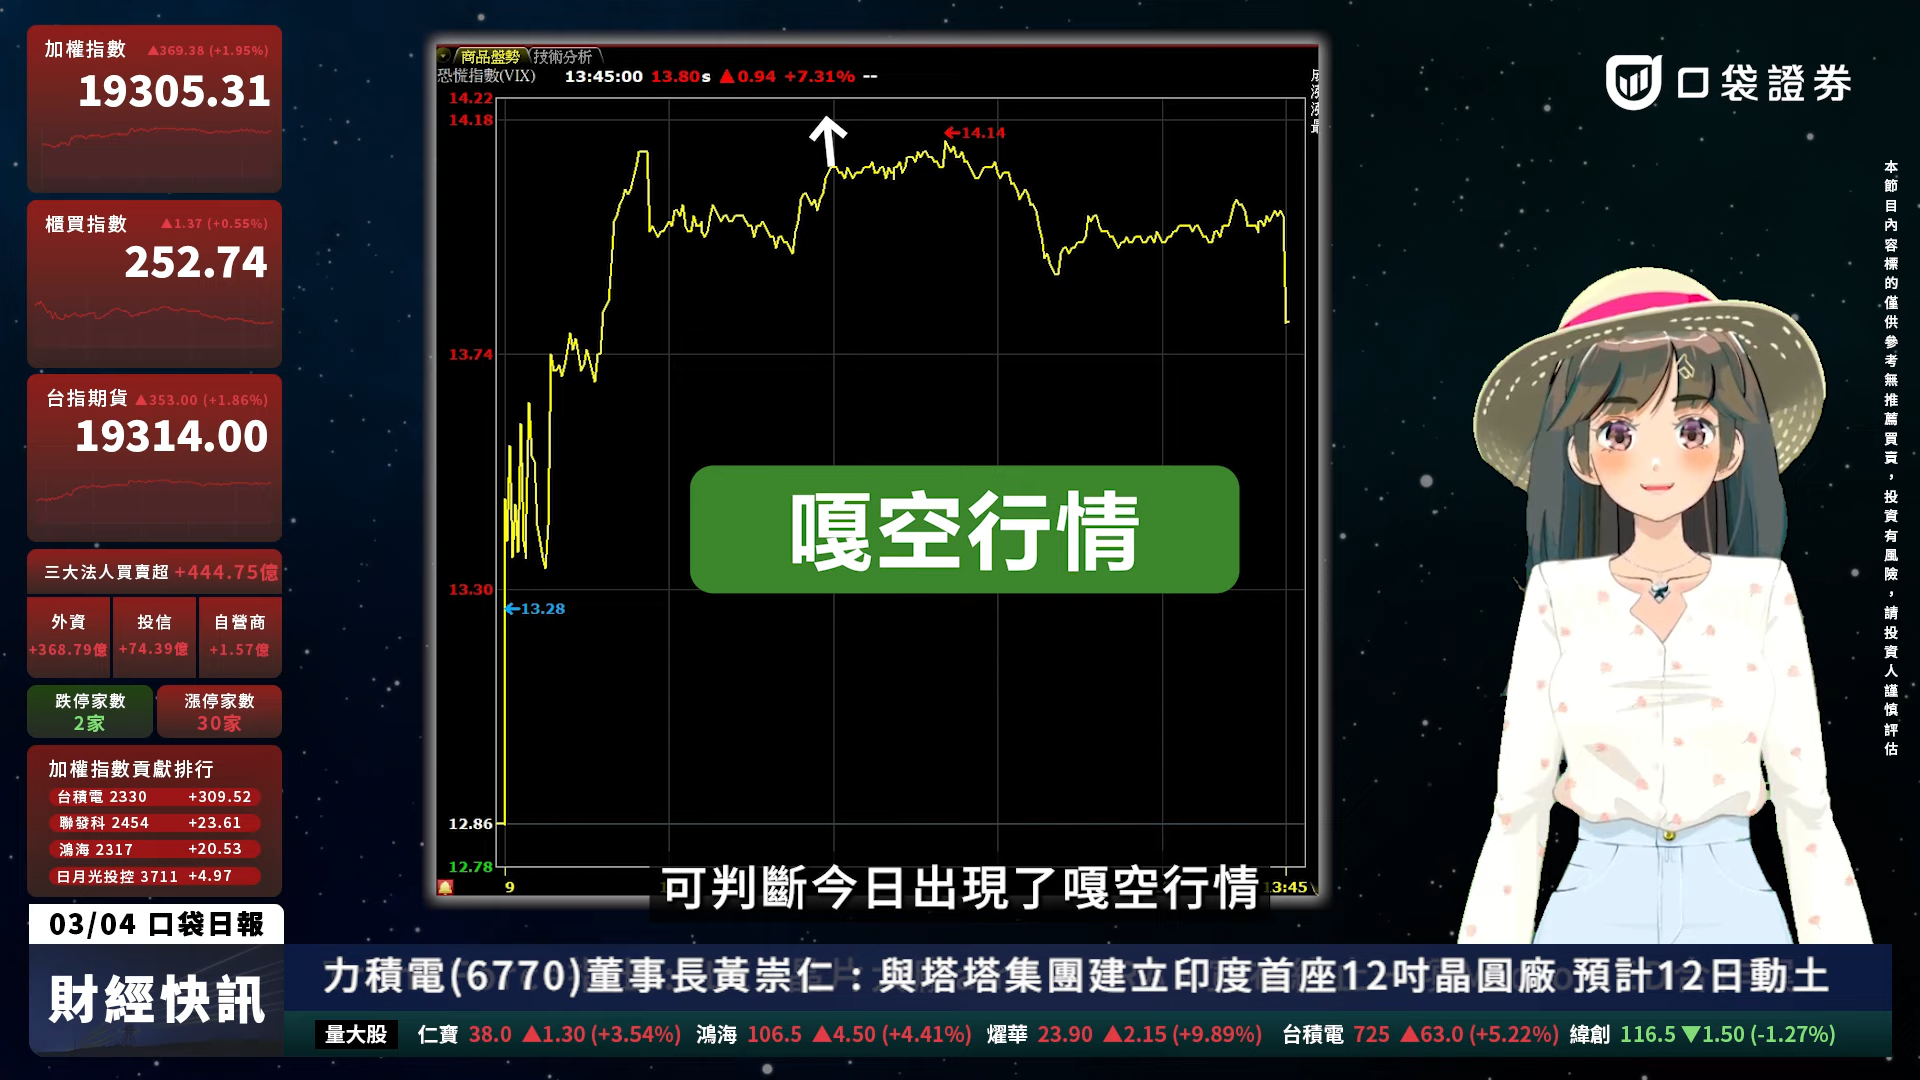 加權指數 ▲369.38 (+1.95%)
19305.31
櫃買指數 ▲1.37 (+0.55%)
252.74
台指期貨 ▲353.00 (+1.86%)
19314.00
三大法人買賣超 +444.75億
外資 投信 自營商
+368.79億 +74.39億 +1.57億
跌停家數 漲停家數
2家 30家
加權指數貢獻排行
台積電 2330 +309.52
聯發科 2454 +23.61
鴻海 2317 +20.53
日月光投控 3711 +4.97
03/04 口袋日報
財經快訊
商品盤勢 技術分析
恐慌指數(VIX) 13:45:00 13.80s ▲0.94 +7.31% --
14.22
14.18
←14.14
13.74
13.30
←13.28
12.86
12.78
9 13:45
嘎空行情
可判斷今日出現了嘎空行情
口袋證券
本節目內容標的僅供參考無推薦買賣，投資有風險，請投資人謹慎評估
力積電(6770)董事長黃崇仁：與塔塔集團建立印度首座12吋晶圓廠 預計12日動土
量大股 仁寶 38.0 ▲1.30 (+3.54%) 鴻海 106.5 ▲4.50 (+4.41%) 燿華 23.90 ▲2.15 (+9.89%) 台積電 725 ▲63.0 (+5.22%) 緯創 116.5 ▼1.50 (-1.27%)